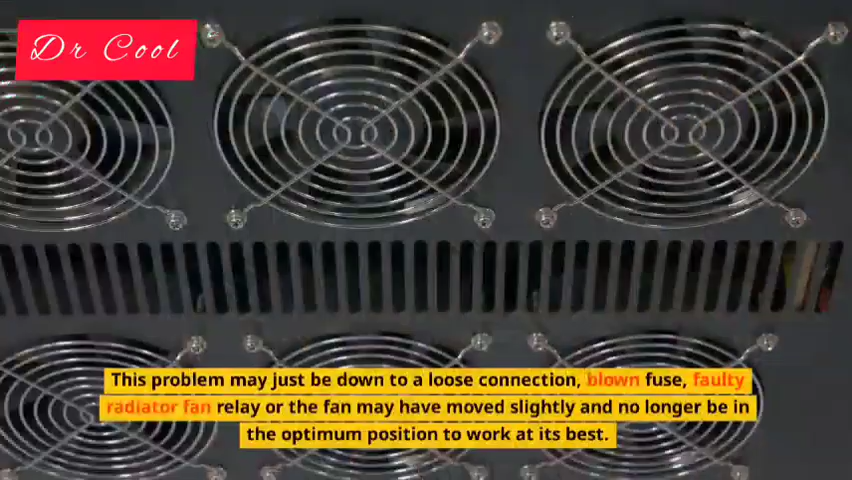 Dr Cool
This problem may just be down to a loose connection, blown fuse, faulty
radiator fan relay or the fan may have moved slightly and no longer be in
the optimum position to work at its best.